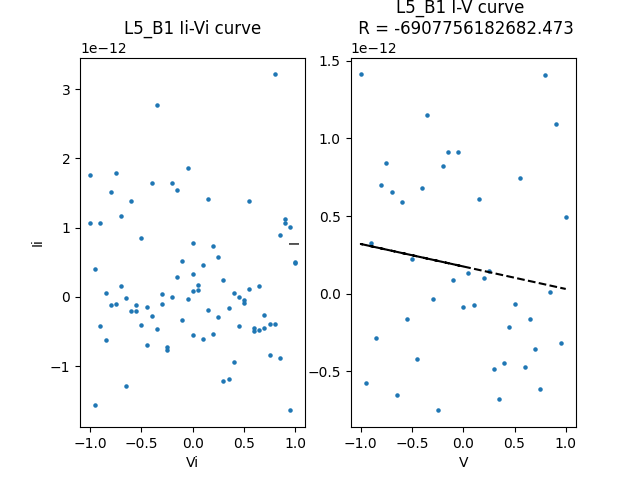 L5_B1 Ii-Vi curve
1e−12
3
2
1
0
−1
Ii
−1.0 −0.5 0.0 0.5 1.0
Vi
L5_B1 I-V curve
R = -6907756182682.473
1e−12
1.5
1.0
0.5
0.0
−0.5
I
−1.0 −0.5 0.0 0.5 1.0
V